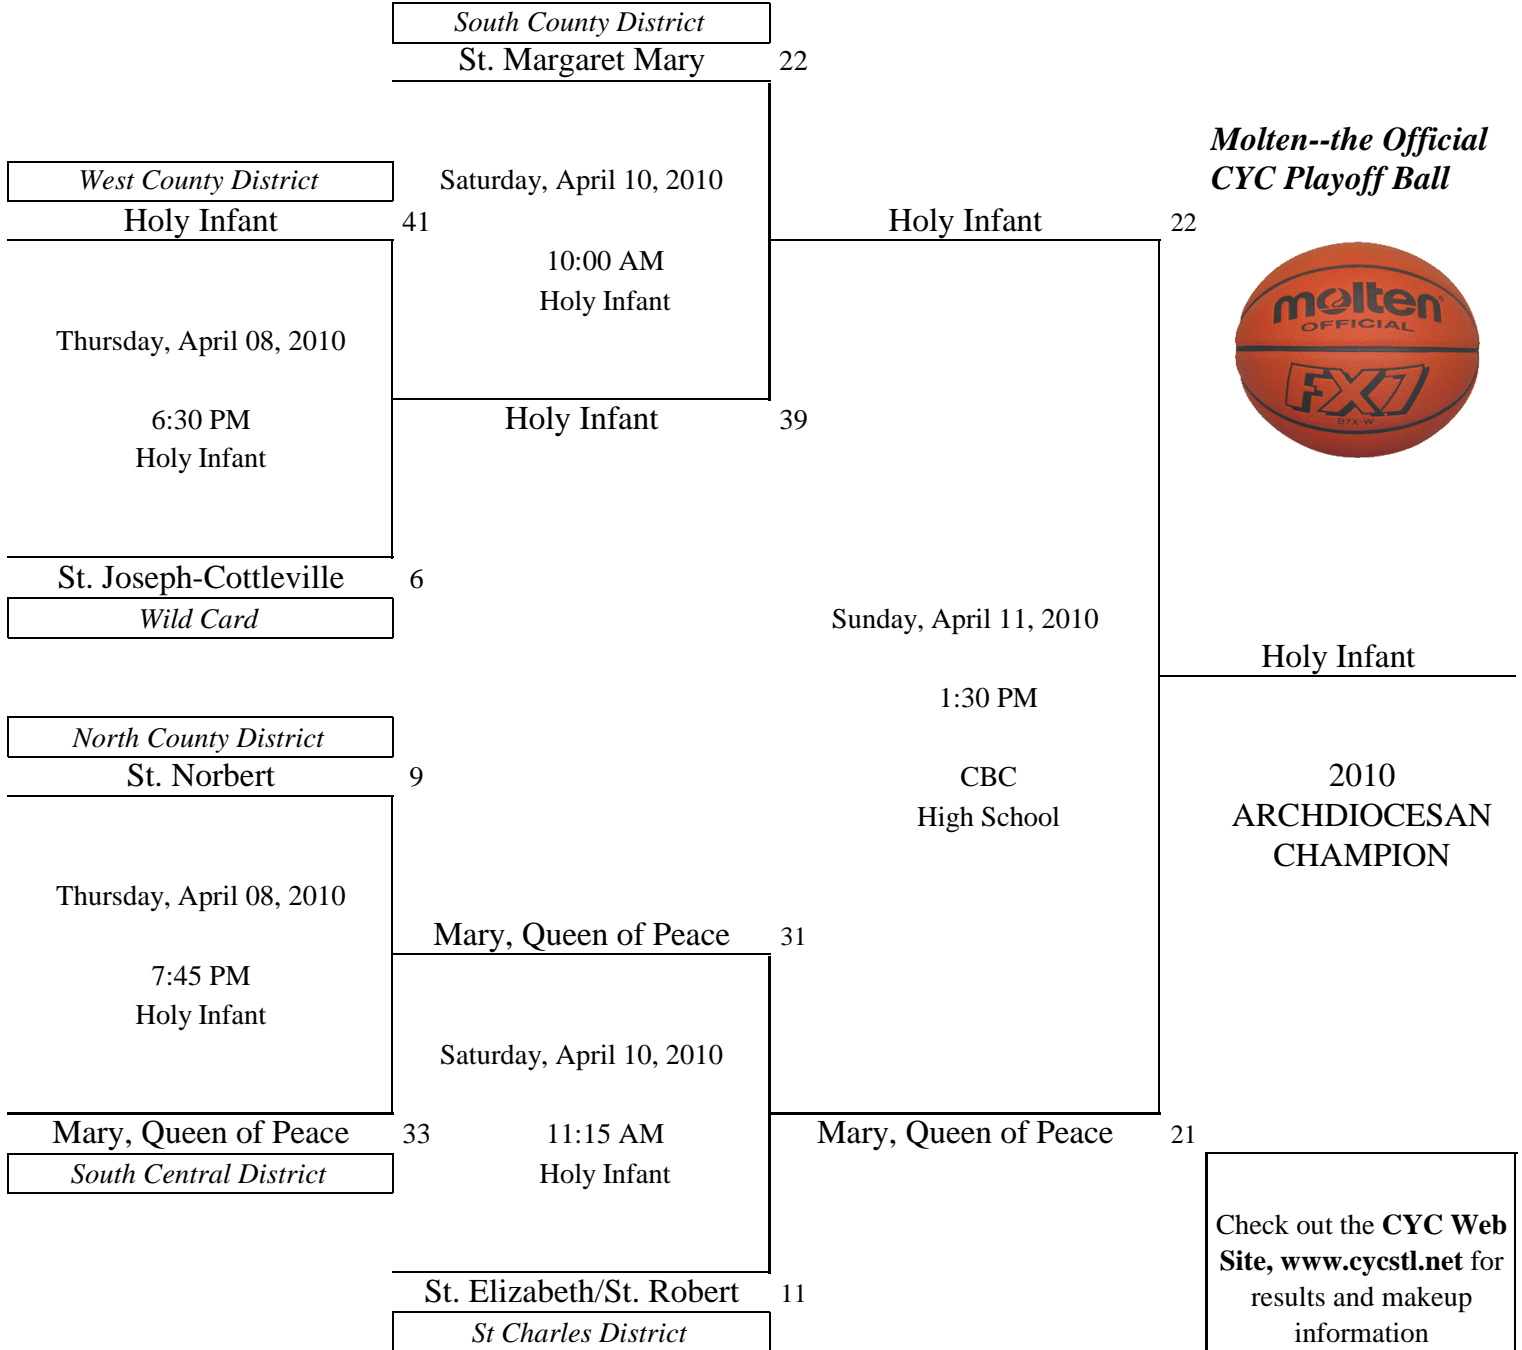 South County District
St. Margaret Mary 22
Molten--the Official
CYC Playoff Ball
West County District
Saturday, April 10, 2010
Holy Infant 41
Holy Infant 22
10:00 AM
Holy Infant
molten
OFFICIAL
FX7
B7X-W
Thursday, April 08, 2010
6:30 PM
Holy Infant
Holy Infant 39
St. Joseph-Cottleville 6
Wild Card
Sunday, April 11, 2010
1:30 PM
CBC
High School
Holy Infant
2010
ARCHDIOCESAN
CHAMPION
North County District
St. Norbert 9
Thursday, April 08, 2010
7:45 PM
Holy Infant
Mary, Queen of Peace 31
Saturday, April 10, 2010
11:15 AM
Holy Infant
Mary, Queen of Peace 33
South Central District
Mary, Queen of Peace 21
St. Elizabeth/St. Robert 11
St Charles District
Check out the CYC Web
Site, www.cycstl.net for
results and makeup
information